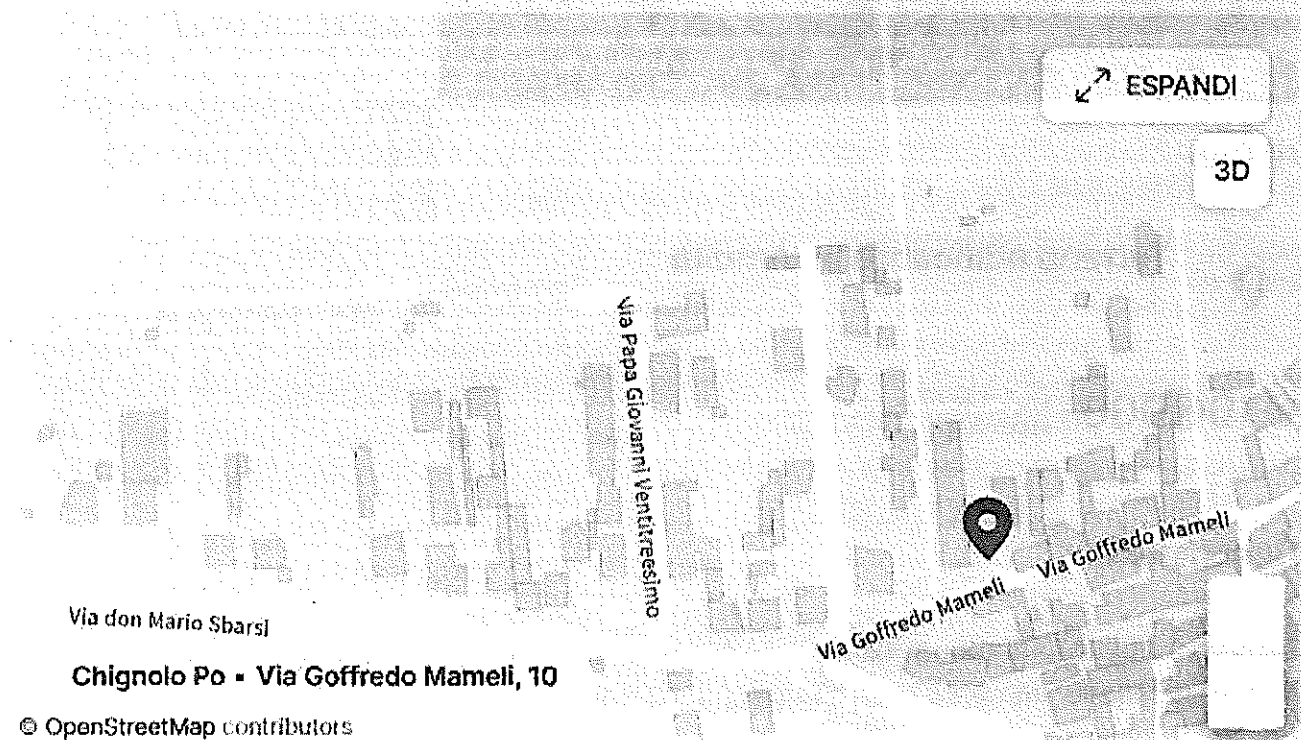 ESPANDI
3D
Via Papa Giovanni Ventitreesimo
Via Goffredo Mameli
Via Goffredo Mameli
Via don Mario Sbarsi
Chignolo Po • Via Goffredo Mameli, 10
© OpenStreetMap contributors